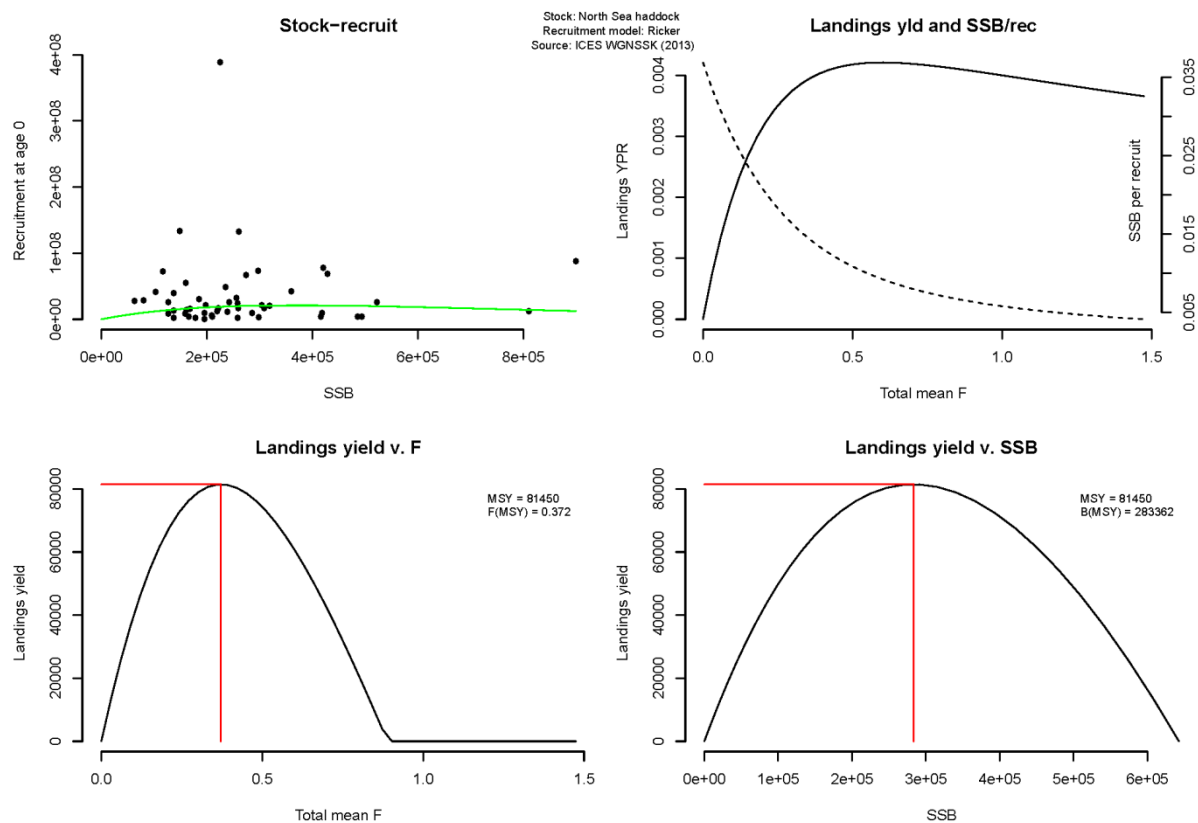 Stock: North Sea haddock
Recruitment model: Ricker
Source: ICES WGNSSK (2013)
Stock−recruit
Recruitment at age 0
0e+00
1e+08
2e+08
3e+08
4e+08
0e+00 2e+05 4e+05 6e+05 8e+05
SSB
Landings yld and SSB/rec
Landings YPR
0.000
0.001
0.002
0.003
0.004
SSB per recruit
0.005
0.015
0.025
0.035
0.0 0.5 1.0 1.5
Total mean F
Landings yield v. F
MSY = 81450
F(MSY) = 0.372
Landings yield
0
20000
40000
60000
80000
0.0 0.5 1.0 1.5
Total mean F
Landings yield v. SSB
MSY = 81450
B(MSY) = 283362
Landings yield
0
20000
40000
60000
80000
0e+00 1e+05 2e+05 3e+05 4e+05 5e+05 6e+05
SSB